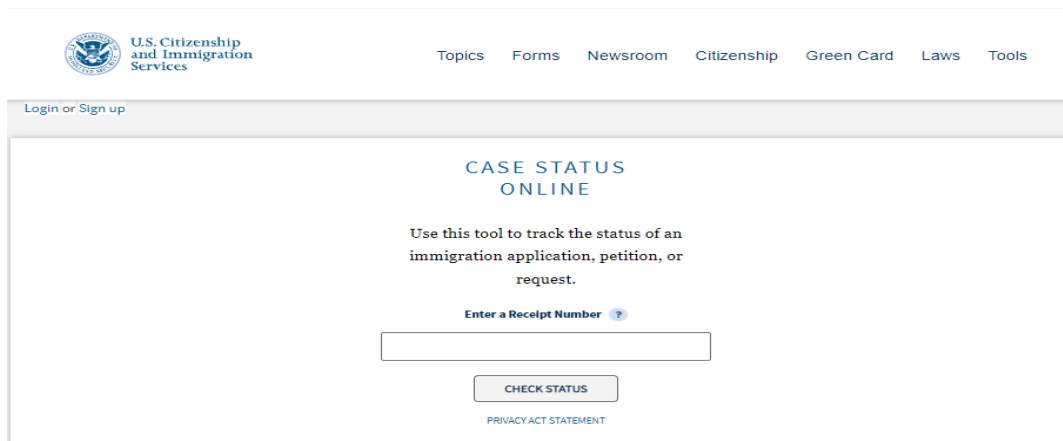 U.S. Citizenship
and Immigration
Services
Topics Forms Newsroom Citizenship Green Card Laws Tools
Login or Sign up
CASE STATUS
ONLINE
Use this tool to track the status of an
immigration application, petition, or
request.
Enter a Receipt Number ?
CHECK STATUS
PRIVACY ACT STATEMENT